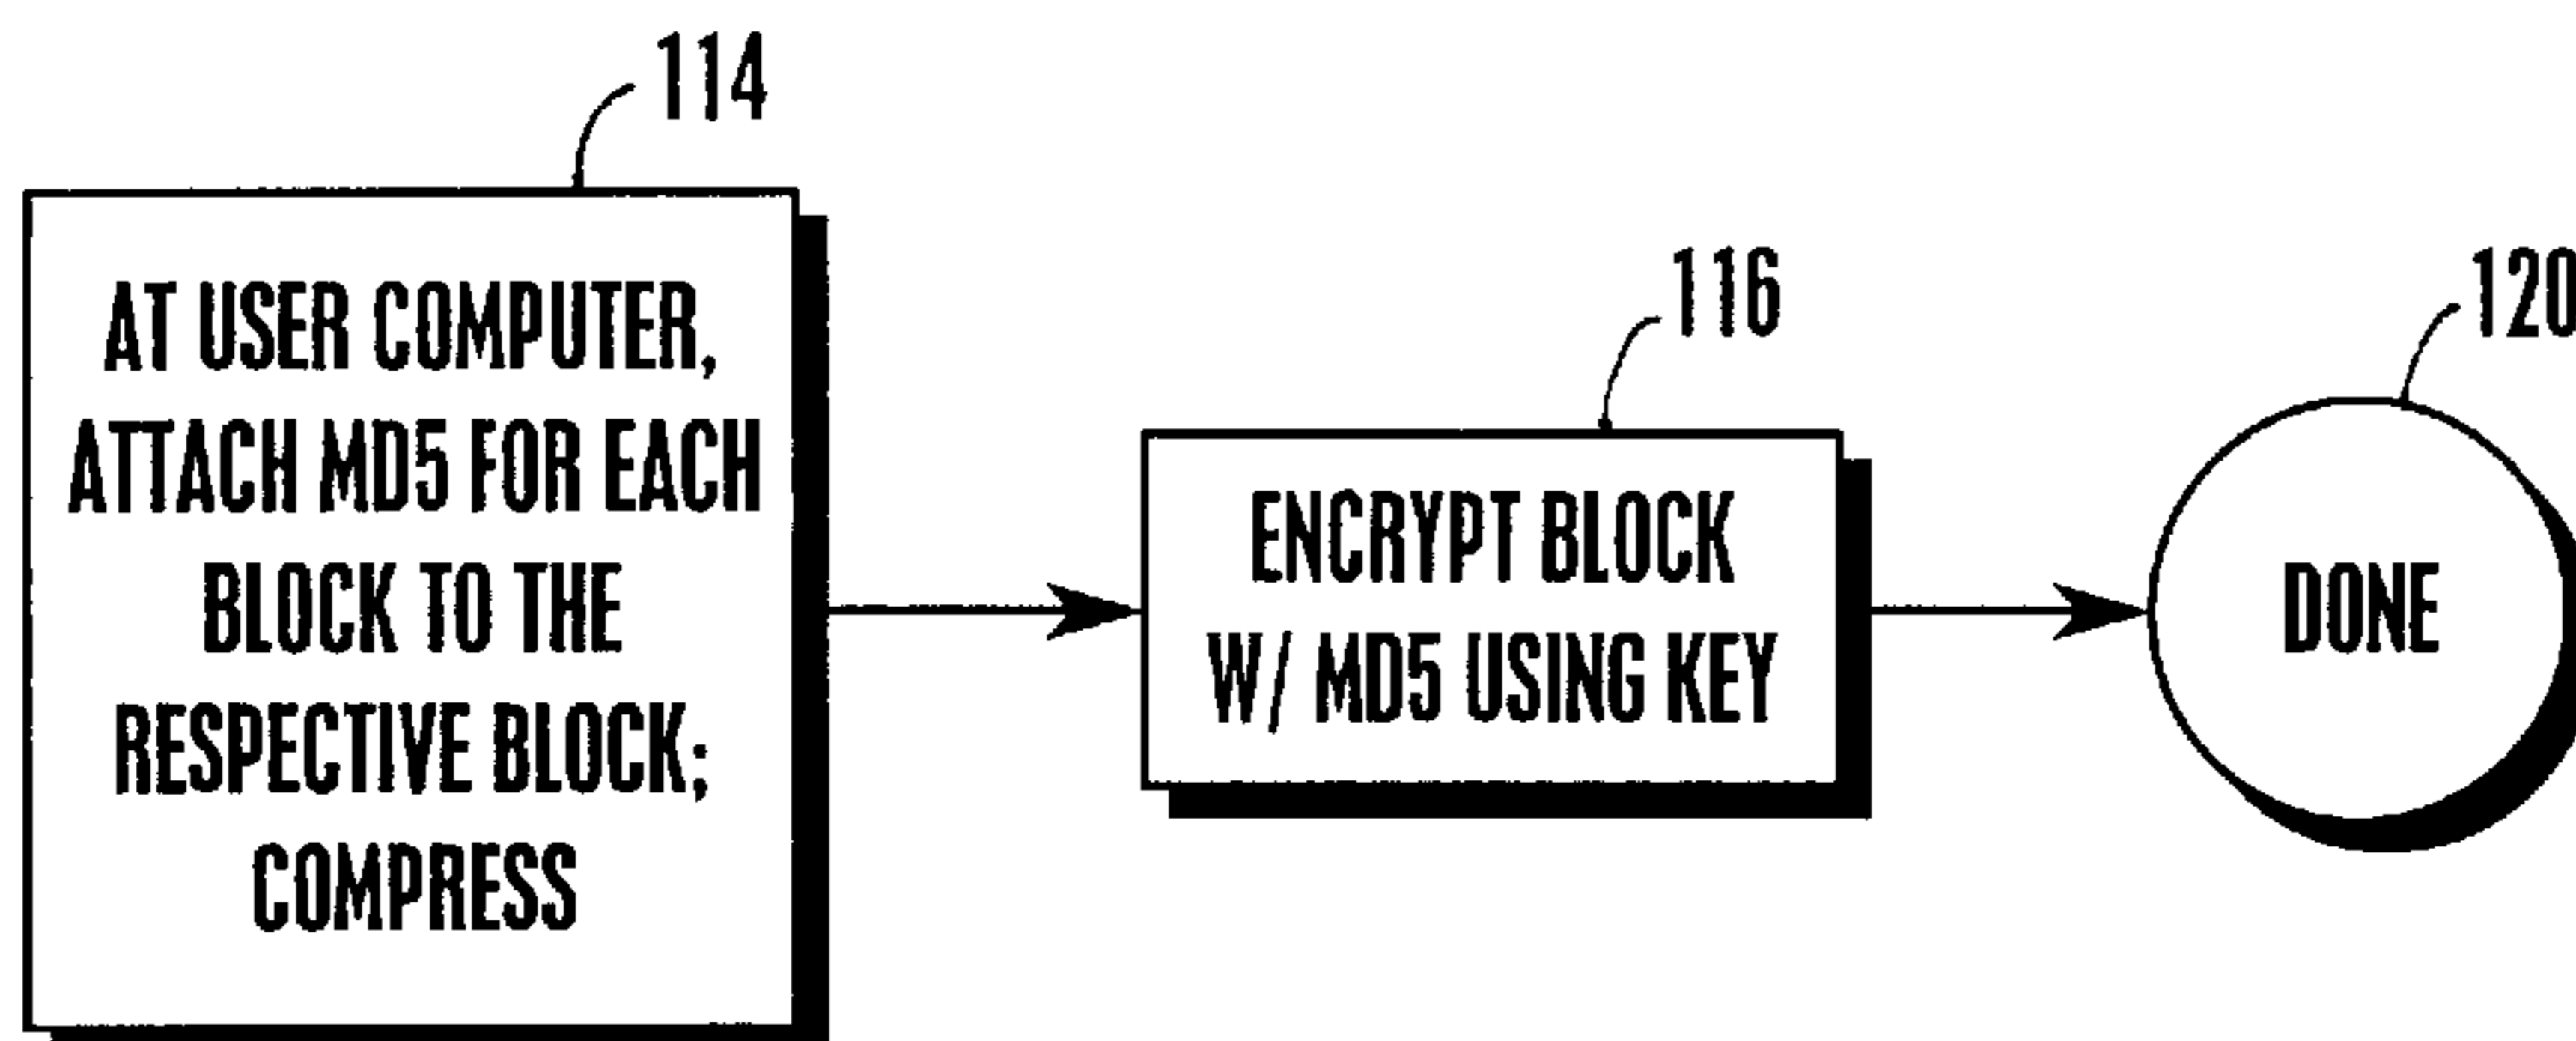 114
AT USER COMPUTER,
ATTACH MD5 FOR EACH
BLOCK TO THE
RESPECTIVE BLOCK;
COMPRESS
116
ENCRYPT BLOCK
W/ MD5 USING KEY
120
DONE